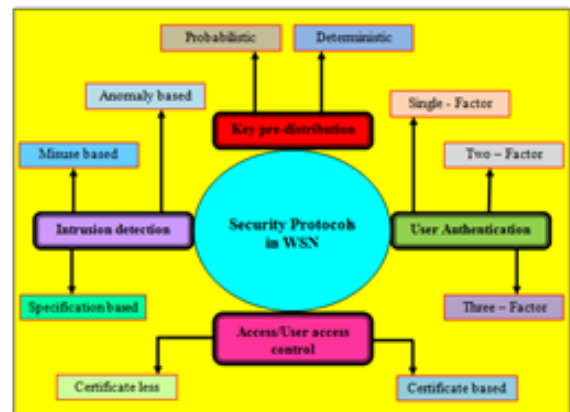 Probabilistic
Deterministic
Anomaly based
Single - Factor
Key pre-distribution
Misuse based
Two – Factor
Intrusion detection
Security Protocols
in WSN
User Authentication
Specification based
Three – Factor
Access/User access
control
Certificate less
Certificate based